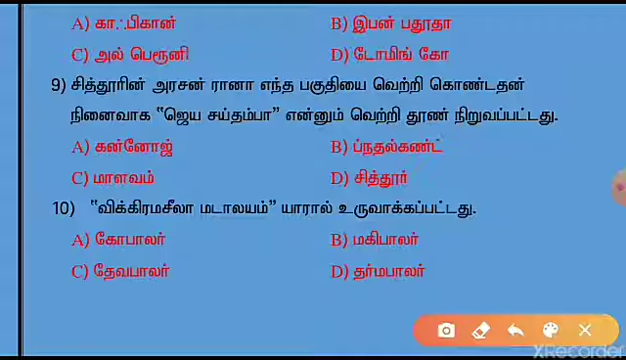 A) கா.:பிகான் B) இபன் பதூதா
C) அல் பெருனி D) டோமிங் கோ
9) சித்தூரின் அரசன் ரானா எந்த பகுதியை வெற்றி கொண்டதன்
நினைவாக “ஜெய சய்தம்பா” என்னும் வெற்றி தூண் நிறுவப்பட்டது.
A) கன்னோஜ் B) ப்நதல்கண்ட்
C) மாளவம் D) சித்தூர்
10) “விக்கிரமசீலா மடாலயம்” யாரால் உருவாக்கப்பட்டது.
A) கோபாலர் B) மகிபாலர்
C) தேவபாலர் D) தர்மபாலர்
XRecorder